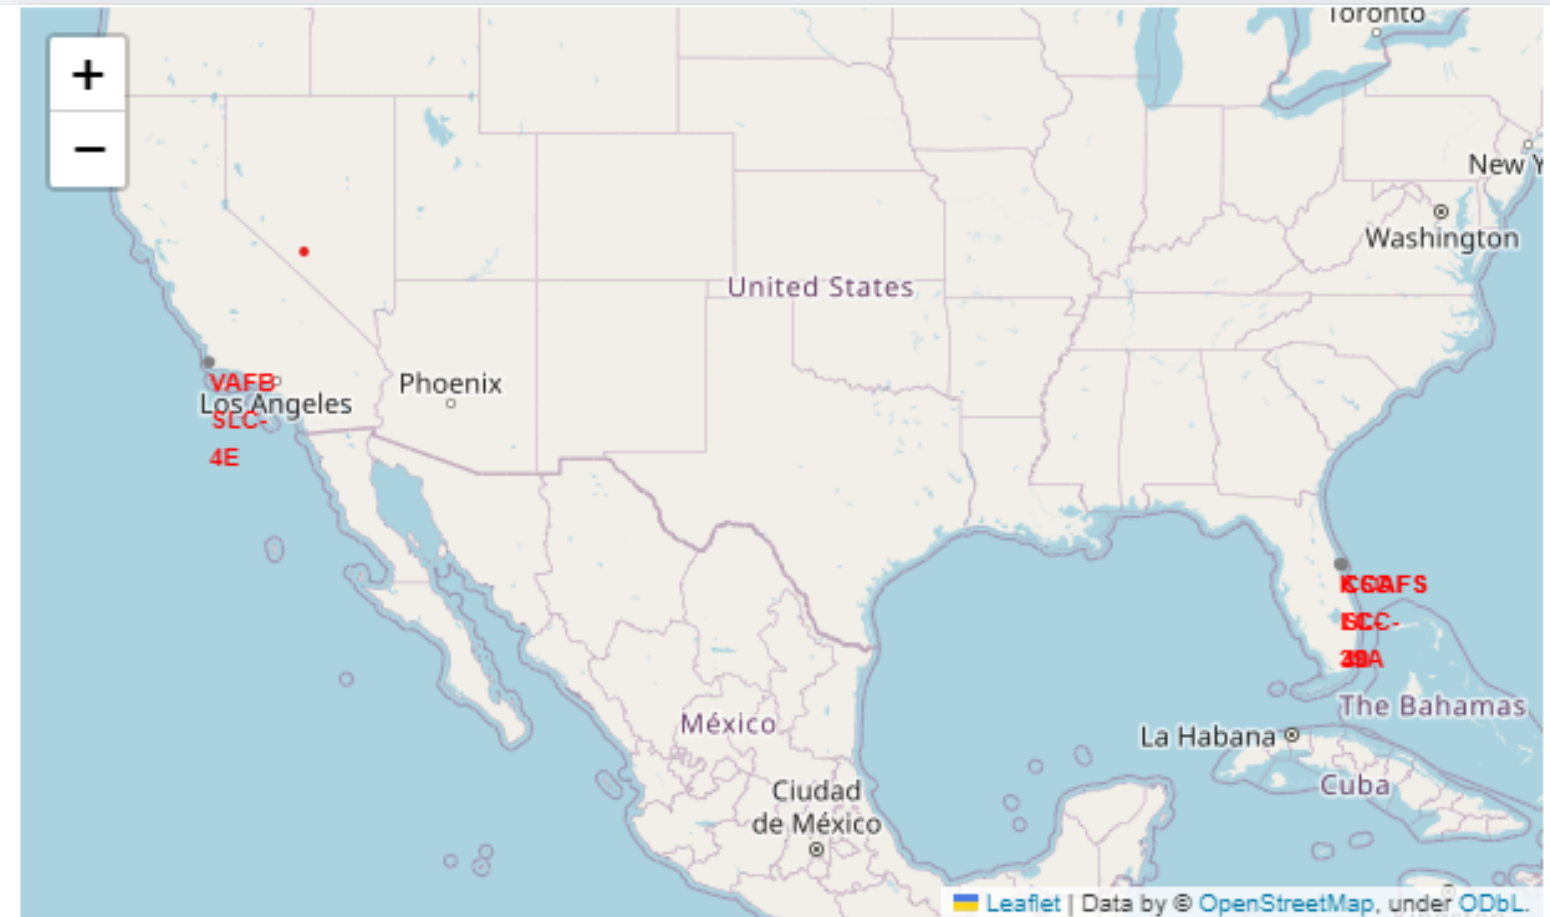 Toronto
+
−
New Y
Washington
United States
VAFB
Los Angeles
Phoenix
SLC-
4E
The Bahamas
México
La Habana
Cuba
Ciudad
de México
Leaflet | Data by © OpenStreetMap, under ODbL.